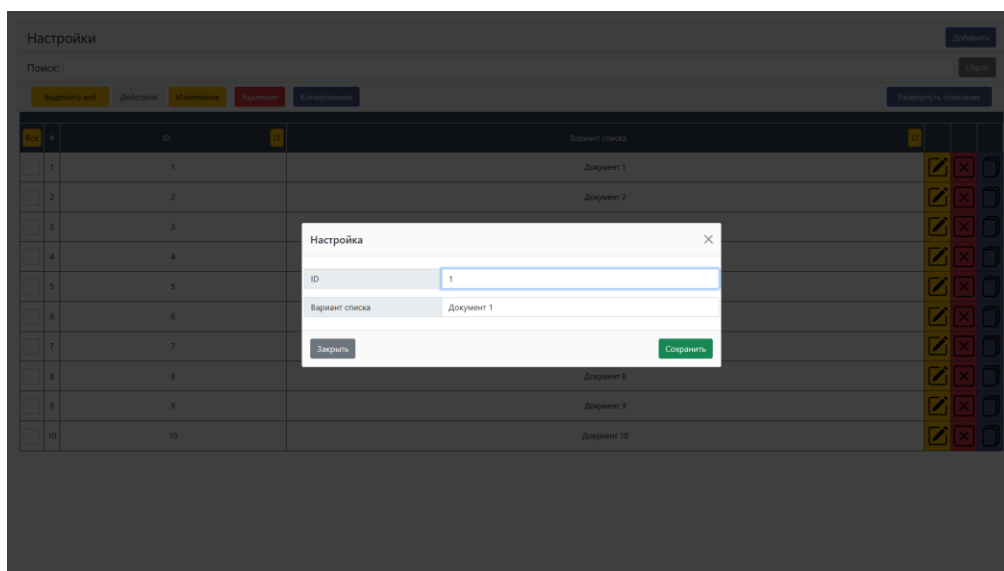 Настройки Добавить
Поиск: Сброс
Выделить всё Действия: Изменение Удаление Копирование Развернуть описание
Все # ID Вариант списка
1 1 Документ 1
2 2 Документ 2
3 3
4 4
5 5
6 6
7 7
8 8 Документ 8
9 9 Документ 9
10 10 Документ 10
Настройка
ID 1
Вариант списка Документ 1
Закрыть Сохранить